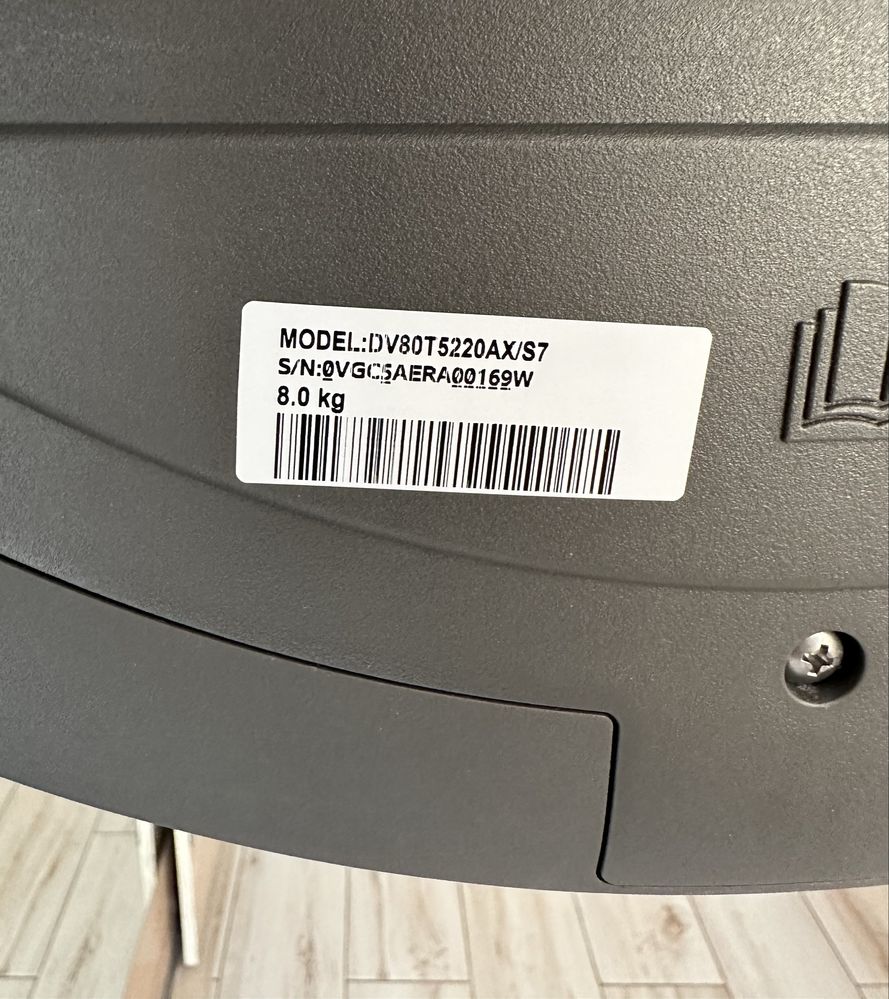 MODEL:DV80T5220AX/S7
S/N:0VGC5AERA00169W
8.0 kg